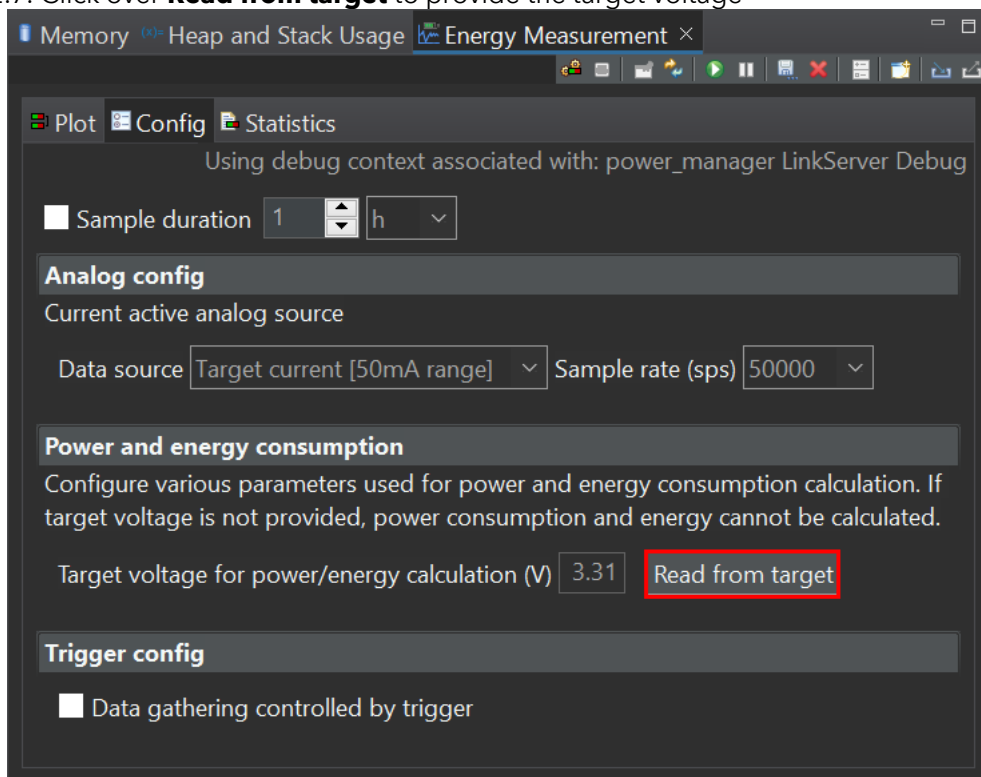 .7. Click over Read from target to provide the target voltage
Memory (x)= Heap and Stack Usage Energy Measurement ×
Plot Config Statistics
Using debug context associated with: power_manager LinkServer Debug
Sample duration 1 h
Analog config
Current active analog source
Data source Target current [50mA range] Sample rate (sps) 50000
Power and energy consumption
Configure various parameters used for power and energy consumption calculation. If
target voltage is not provided, power consumption and energy cannot be calculated.
Target voltage for power/energy calculation (V) 3.31 Read from target
Trigger config
Data gathering controlled by trigger